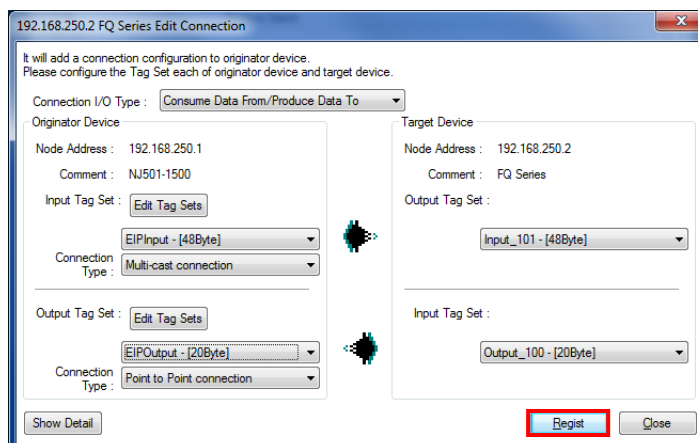 192.168.250.2 FQ Series Edit Connection
It will add a connection configuration to originator device.
Please configure the Tag Set each of originator device and target device.
Connection I/O Type : Consume Data From/Produce Data To
Originator Device
Node Address : 192.168.250.1
Comment : NJ501-1500
Input Tag Set : Edit Tag Sets
EIPInput - [48Byte]
Connection Type : Multi-cast connection
Output Tag Set : Edit Tag Sets
EIPOutput - [20Byte]
Connection Type : Point to Point connection
Target Device
Node Address : 192.168.250.2
Comment : FQ Series
Output Tag Set :
Input_101 - [48Byte]
Input Tag Set :
Output_100 - [20Byte]
Show Detail
Regist
Close